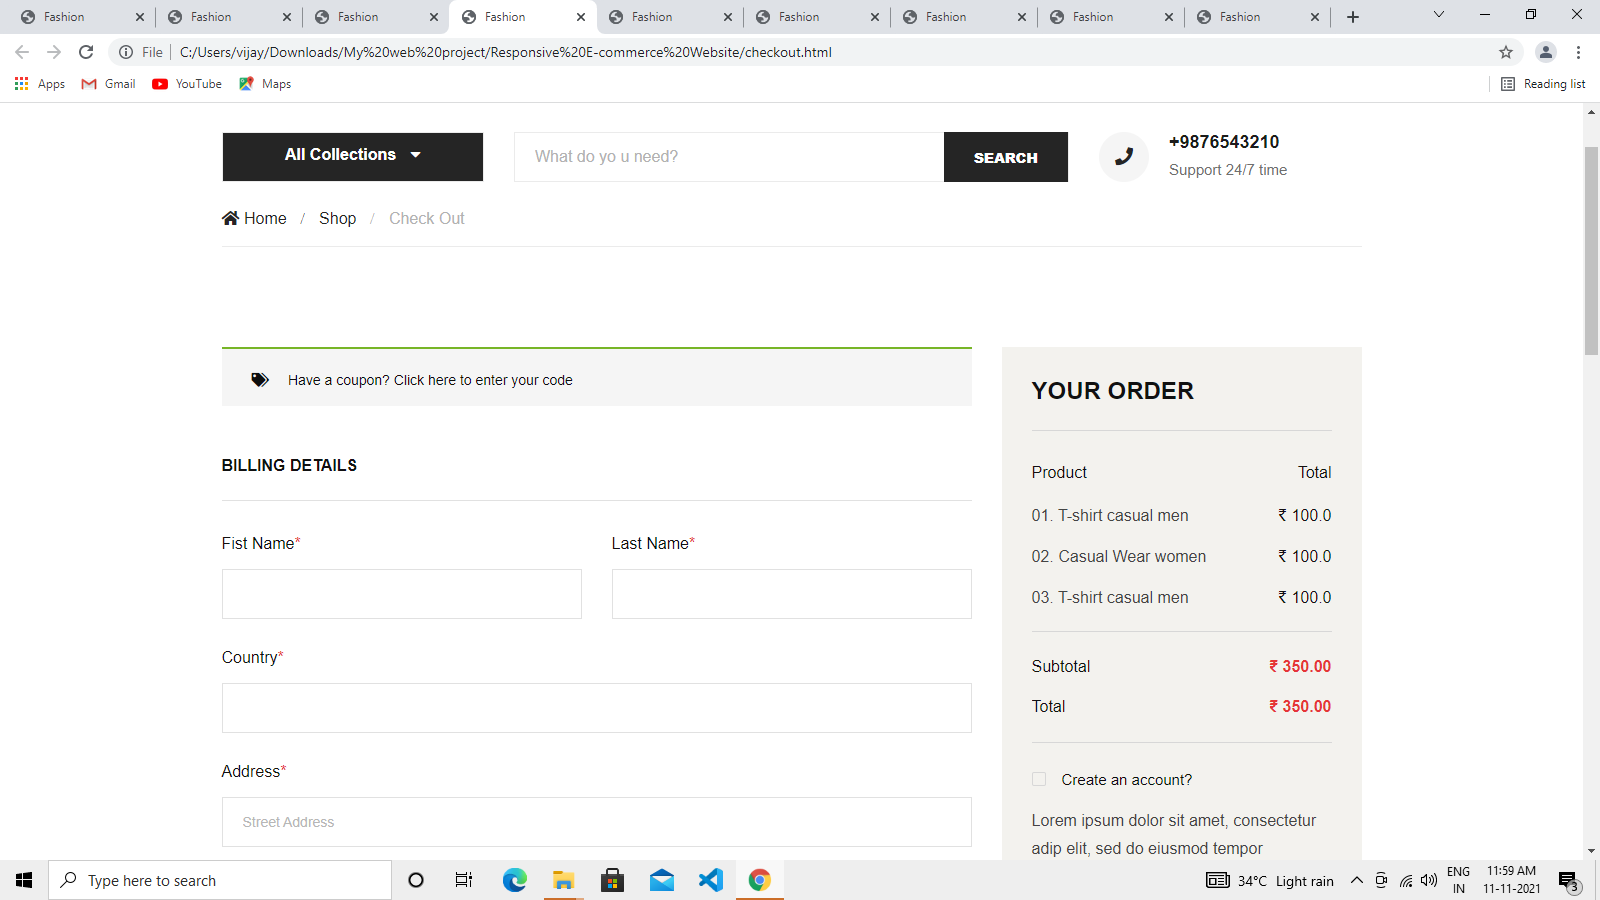 Fashion Fashion Fashion Fashion Fashion Fashion Fashion Fashion Fashion
File C:/Users/vijay/Downloads/My%20web%20project/Responsive%20E-commerce%20Website/checkout.html
Apps Gmail YouTube Maps Reading list
All Collections What do yo u need? SEARCH +9876543210
Support 24/7 time
Home / Shop / Check Out
Have a coupon? Click here to enter your code
BILLING DETAILS
Fist Name* Last Name*
Country*
Address*
Street Address
YOUR ORDER
Product Total
01. T-shirt casual men ₹ 100.0
02. Casual Wear women ₹ 100.0
03. T-shirt casual men ₹ 100.0
Subtotal ₹ 350.00
Total ₹ 350.00
Create an account?
Lorem ipsum dolor sit amet, consectetur
adip elit, sed do eiusmod tempor
Type here to search
34°C Light rain
ENG
IN
11:59 AM
11-11-2021
3